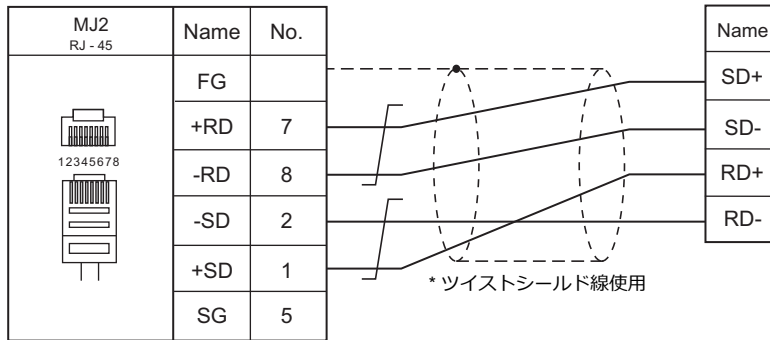 MJ2 Name No. Name
RJ - 45
FG SD+
+RD 7 SD-
12345678
-RD 8 RD+
-SD 2 RD-
+SD 1
* ツイストシールド線使用
SG 5